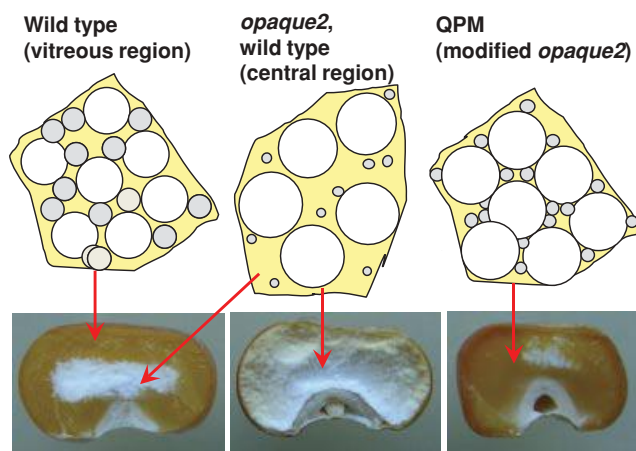 Wild type
(vitreous region)
opaque2,
wild type
(central region)
QPM
(modified opaque2)